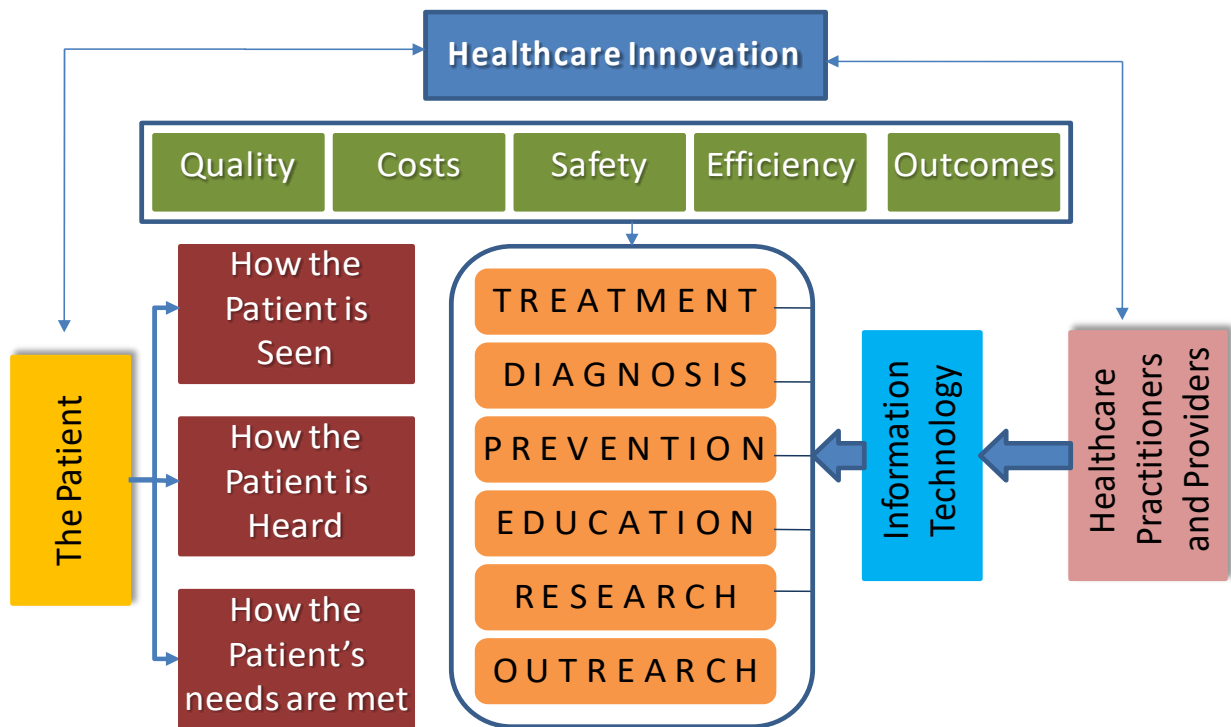 Healthcare Innovation
Quality
Costs
Safety
Efficiency
Outcomes
The Patient
How the
Patient is
Seen
How the
Patient is
Heard
How the
Patient's
needs are met
TREATMENT
DIAGNOSIS
PREVENTION
EDUCATION
RESEARCH
OUTREARCH
Information
Technology
Healthcare
Practitioners
and Providers